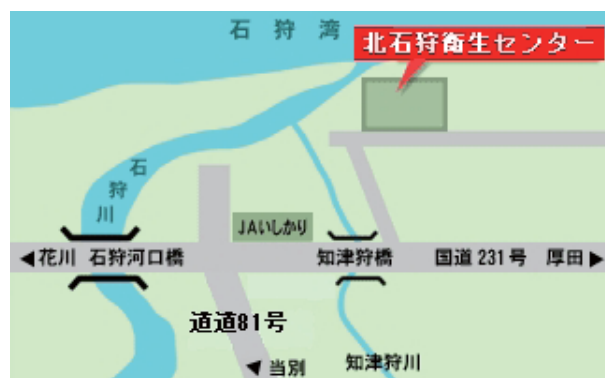 石狩湾
北石狩衛生センター
石狩川
JAいしかり
◀花川 石狩河口橋 知津狩橋 国道231号 厚田▶
道道81号
◀当別 知津狩川